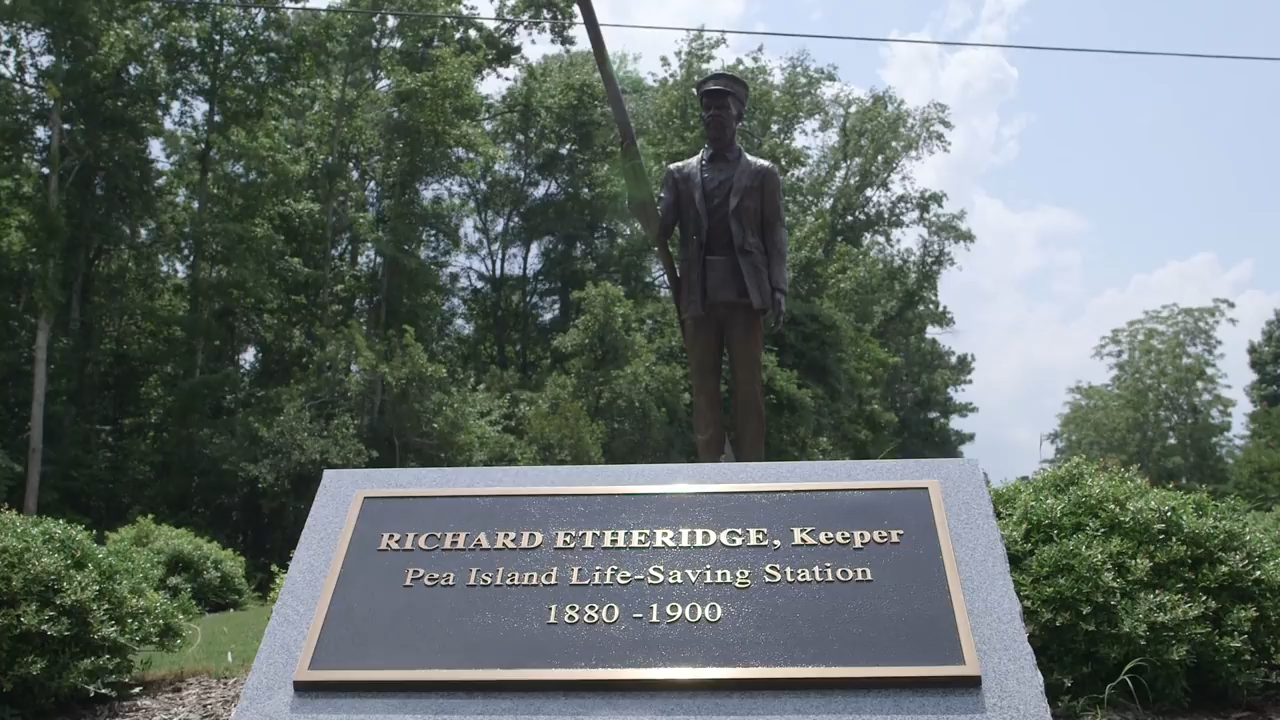 RICHARD ETHERIDGE, Keeper
Pea Island Life-Saving Station
1880 -1900